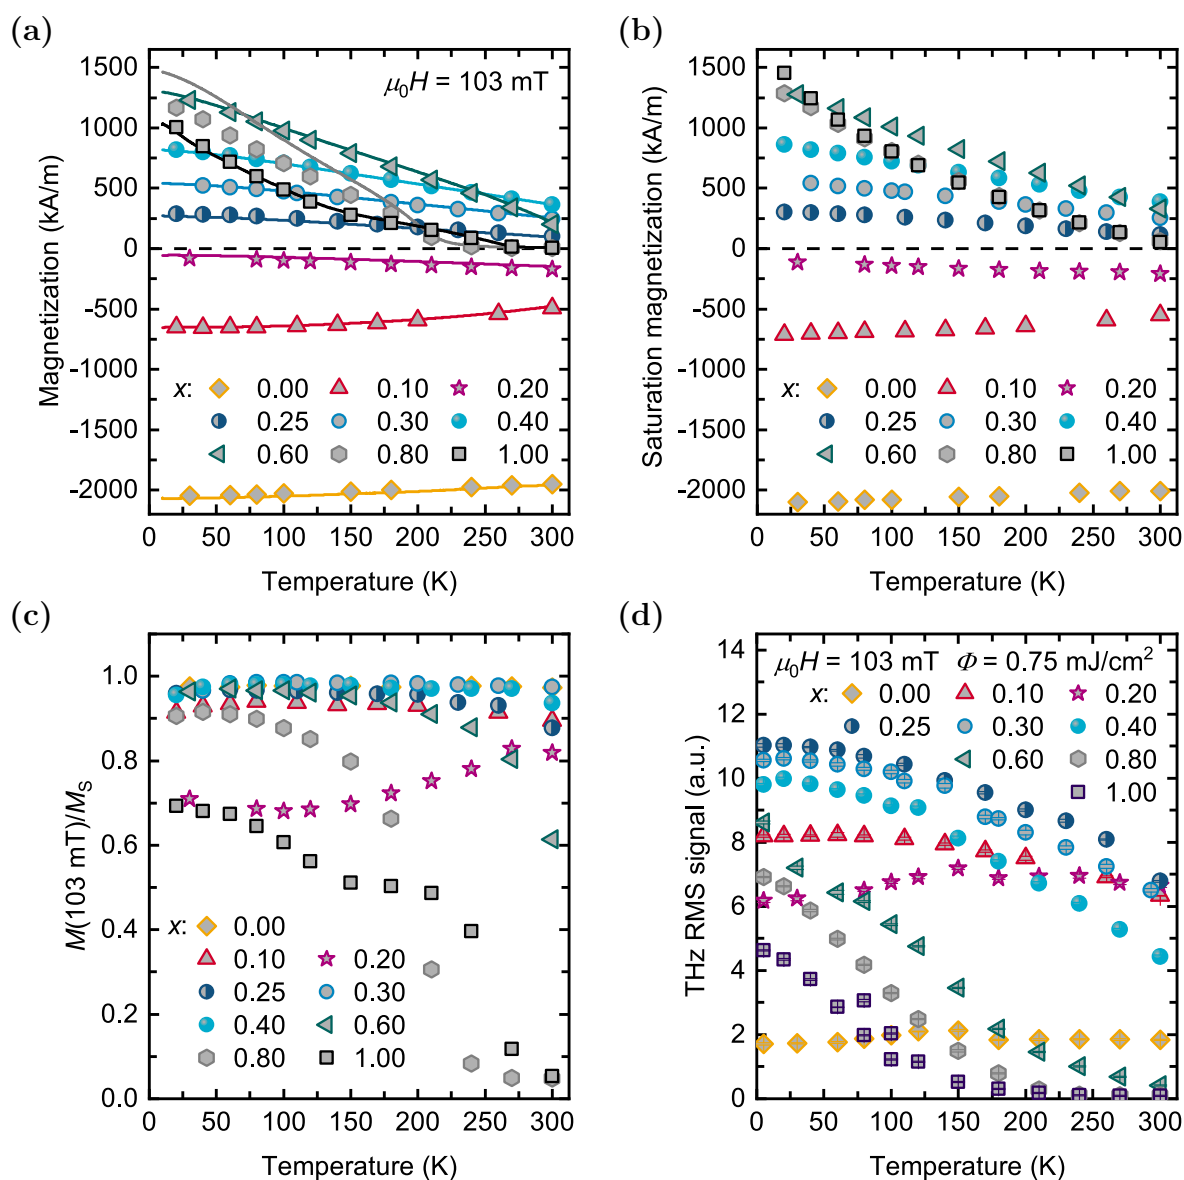 (a)
μ₀H = 103 mT
Magnetization (kA/m)
1500
1000
500
0
-500
-1000
-1500
-2000
x: 0.00 0.10 0.20
0.25 0.30 0.40
0.60 0.80 1.00
0 50 100 150 200 250 300
Temperature (K)
(b)
Saturation magnetization (kA/m)
1500
1000
500
0
-500
-1000
-1500
-2000
x: 0.00 0.10 0.20
0.25 0.30 0.40
0.60 0.80 1.00
0 50 100 150 200 250 300
Temperature (K)
(c)
M(103 mT)/Mₛ
1.0
0.8
0.6
0.4
0.2
0.0
x: 0.00
0.10 0.20
0.25 0.30
0.40 0.60
0.80 1.00
0 50 100 150 200 250 300
Temperature (K)
(d)
μ₀H = 103 mT Φ = 0.75 mJ/cm²
THz RMS signal (a.u.)
14
12
10
8
6
4
2
0
x: 0.00 0.10 0.20
0.25 0.30 0.40
0.60 0.80
1.00
0 50 100 150 200 250 300
Temperature (K)